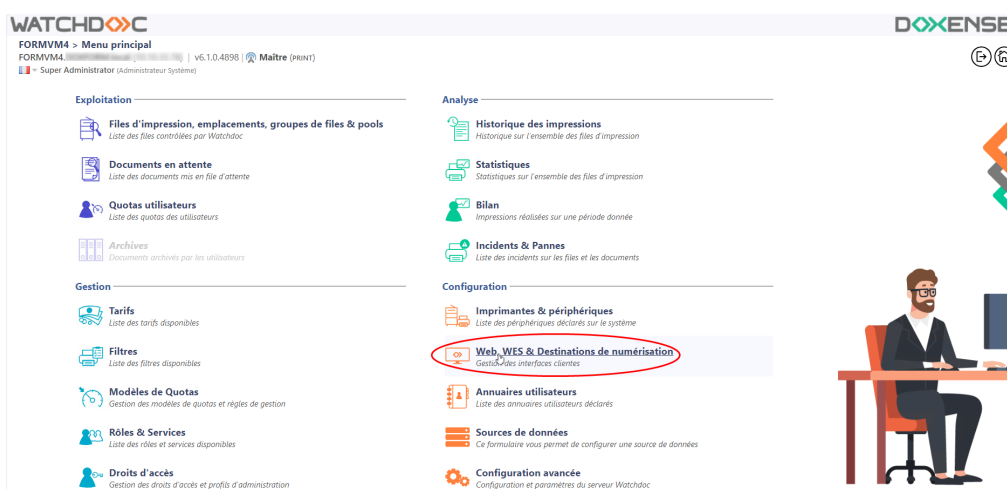 WATCHDOC
DOXENSE
FORMVM4 > Menu principal
FORMVM4. | v6.1.0.4898 | Maître (PRINT)
Super Administrator (Administrateur Système)
Exploitation
Files d'impression, emplacements, groupes de files & pools
Liste des files contrôlées par Watchdoc
Documents en attente
Liste des documents mis en file d'attente
Quotas utilisateurs
Liste des quotas des utilisateurs
Archives
Documents archivés par les utilisateurs
Analyse
Historique des impressions
Historique sur l'ensemble des files d'impression
Statistiques
Statistiques sur l'ensemble des files d'impression
Bilan
Impressions réalisées sur une période donnée
Incidents & Pannes
Liste des incidents sur les files et les documents
Gestion
Tarifs
Liste des tarifs disponibles
Filtres
Liste des filtres disponibles
Modèles de Quotas
Gestion des modèles de quotas et règles de gestion
Rôles & Services
Liste des rôles et services disponibles
Droits d'accès
Gestion des droits d'accès et profils d'administration
Configuration
Imprimantes & périphériques
Liste des périphériques déclarés sur le système
Web, WES & Destinations de numérisation
Gestion des interfaces clientes
Annuaires utilisateurs
Liste des annuaires utilisateurs déclarés
Sources de données
Ce formulaire vous permet de configurer une source de données
Configuration avancée
Configuration et paramètres du serveur Watchdoc